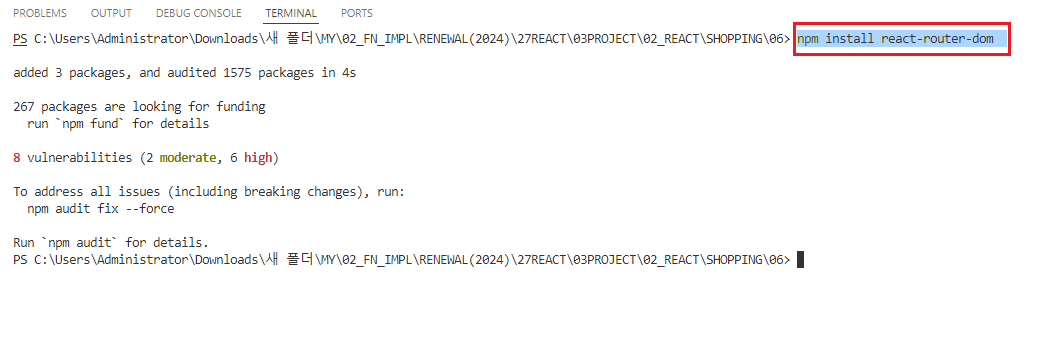 PROBLEMS OUTPUT DEBUG CONSOLE TERMINAL PORTS
PS C:\Users\Administrator\Downloads\새 폴더\MY\02_FN_IMPL\RENEWAL(2024)\27REACT\03PROJECT\02_REACT\SHOPPING\06> npm install react-router-dom
added 3 packages, and audited 1575 packages in 4s
267 packages are looking for funding
run `npm fund` for details
8 vulnerabilities (2 moderate, 6 high)
To address all issues (including breaking changes), run:
npm audit fix --force
Run `npm audit` for details.
PS C:\Users\Administrator\Downloads\새 폴더\MY\02_FN_IMPL\RENEWAL(2024)\27REACT\03PROJECT\02_REACT\SHOPPING\06>